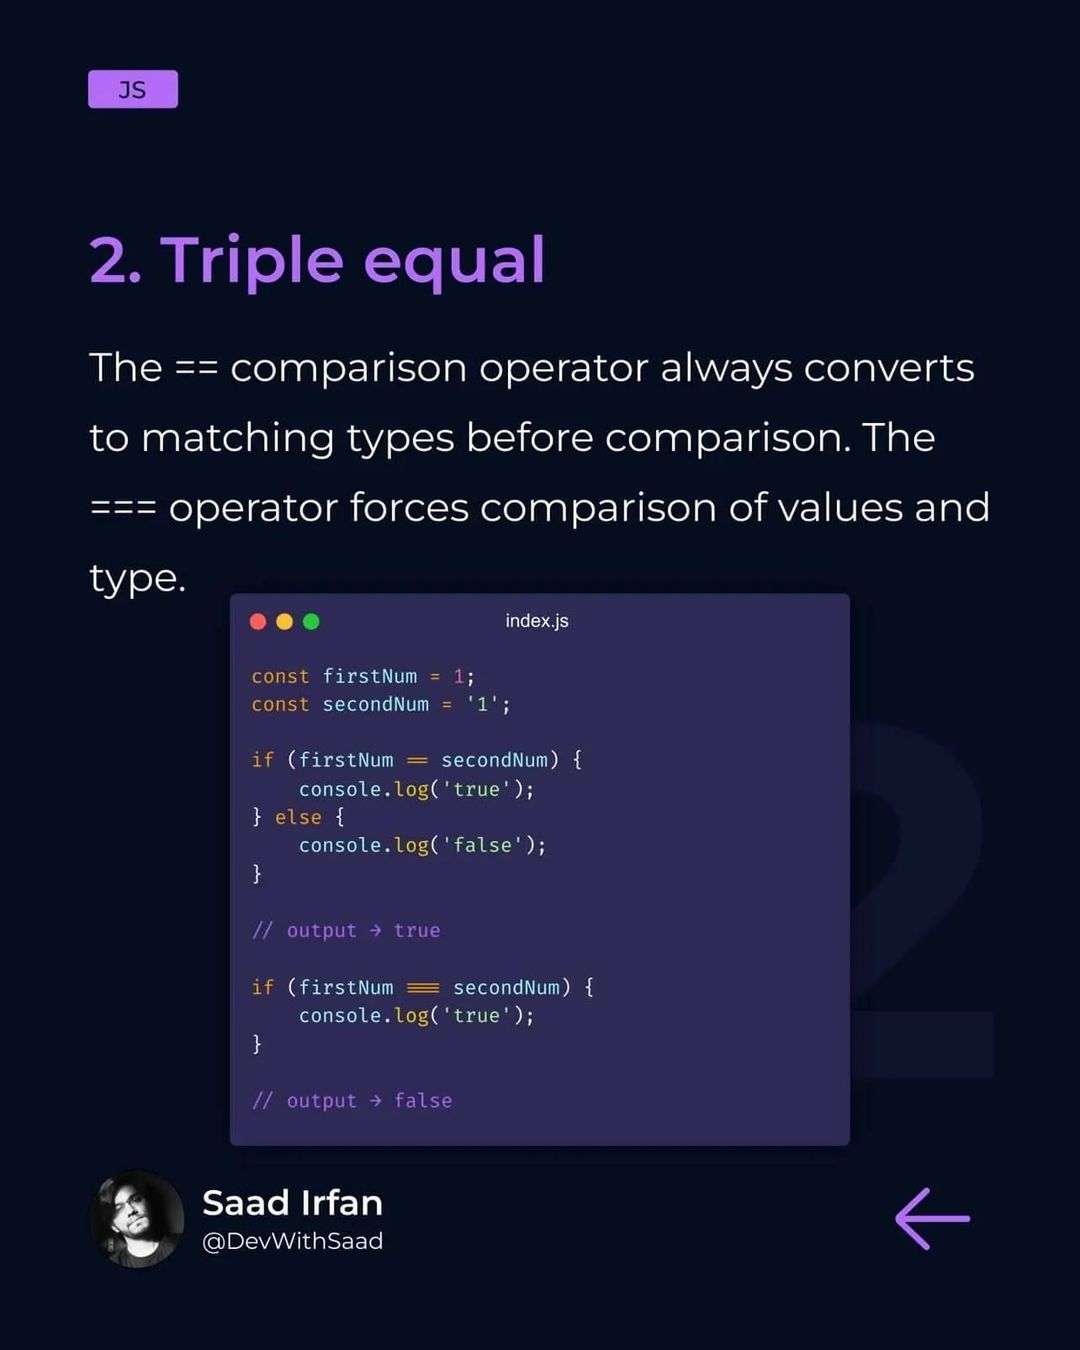 JS
2. Triple equal
The == comparison operator always converts
to matching types before comparison. The
=== operator forces comparison of values and
type.
index.js
const firstNum = 1;
const secondNum = '1';
if (firstNum == secondNum) {
    console.log('true');
} else {
    console.log('false');
}
// output → true
if (firstNum === secondNum) {
    console.log('true');
}
// output → false
2
Saad Irfan
@DevWithSaad